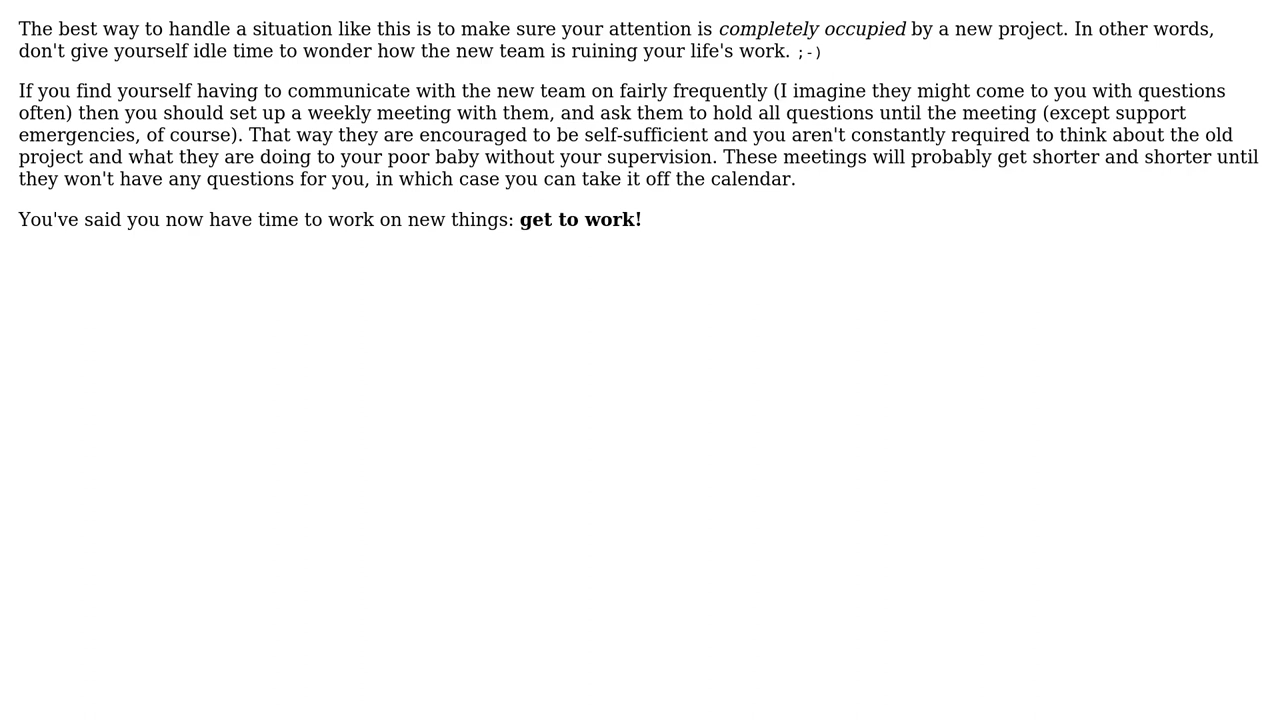 The best way to handle a situation like this is to make sure your attention is completely occupied by a new project. In other words,
don't give yourself idle time to wonder how the new team is ruining your life's work. ;-)
If you find yourself having to communicate with the new team on fairly frequently (I imagine they might come to you with questions
often) then you should set up a weekly meeting with them, and ask them to hold all questions until the meeting (except support
emergencies, of course). That way they are encouraged to be self-sufficient and you aren't constantly required to think about the old
project and what they are doing to your poor baby without your supervision. These meetings will probably get shorter and shorter until
they won't have any questions for you, in which case you can take it off the calendar.
You've said you now have time to work on new things: get to work!